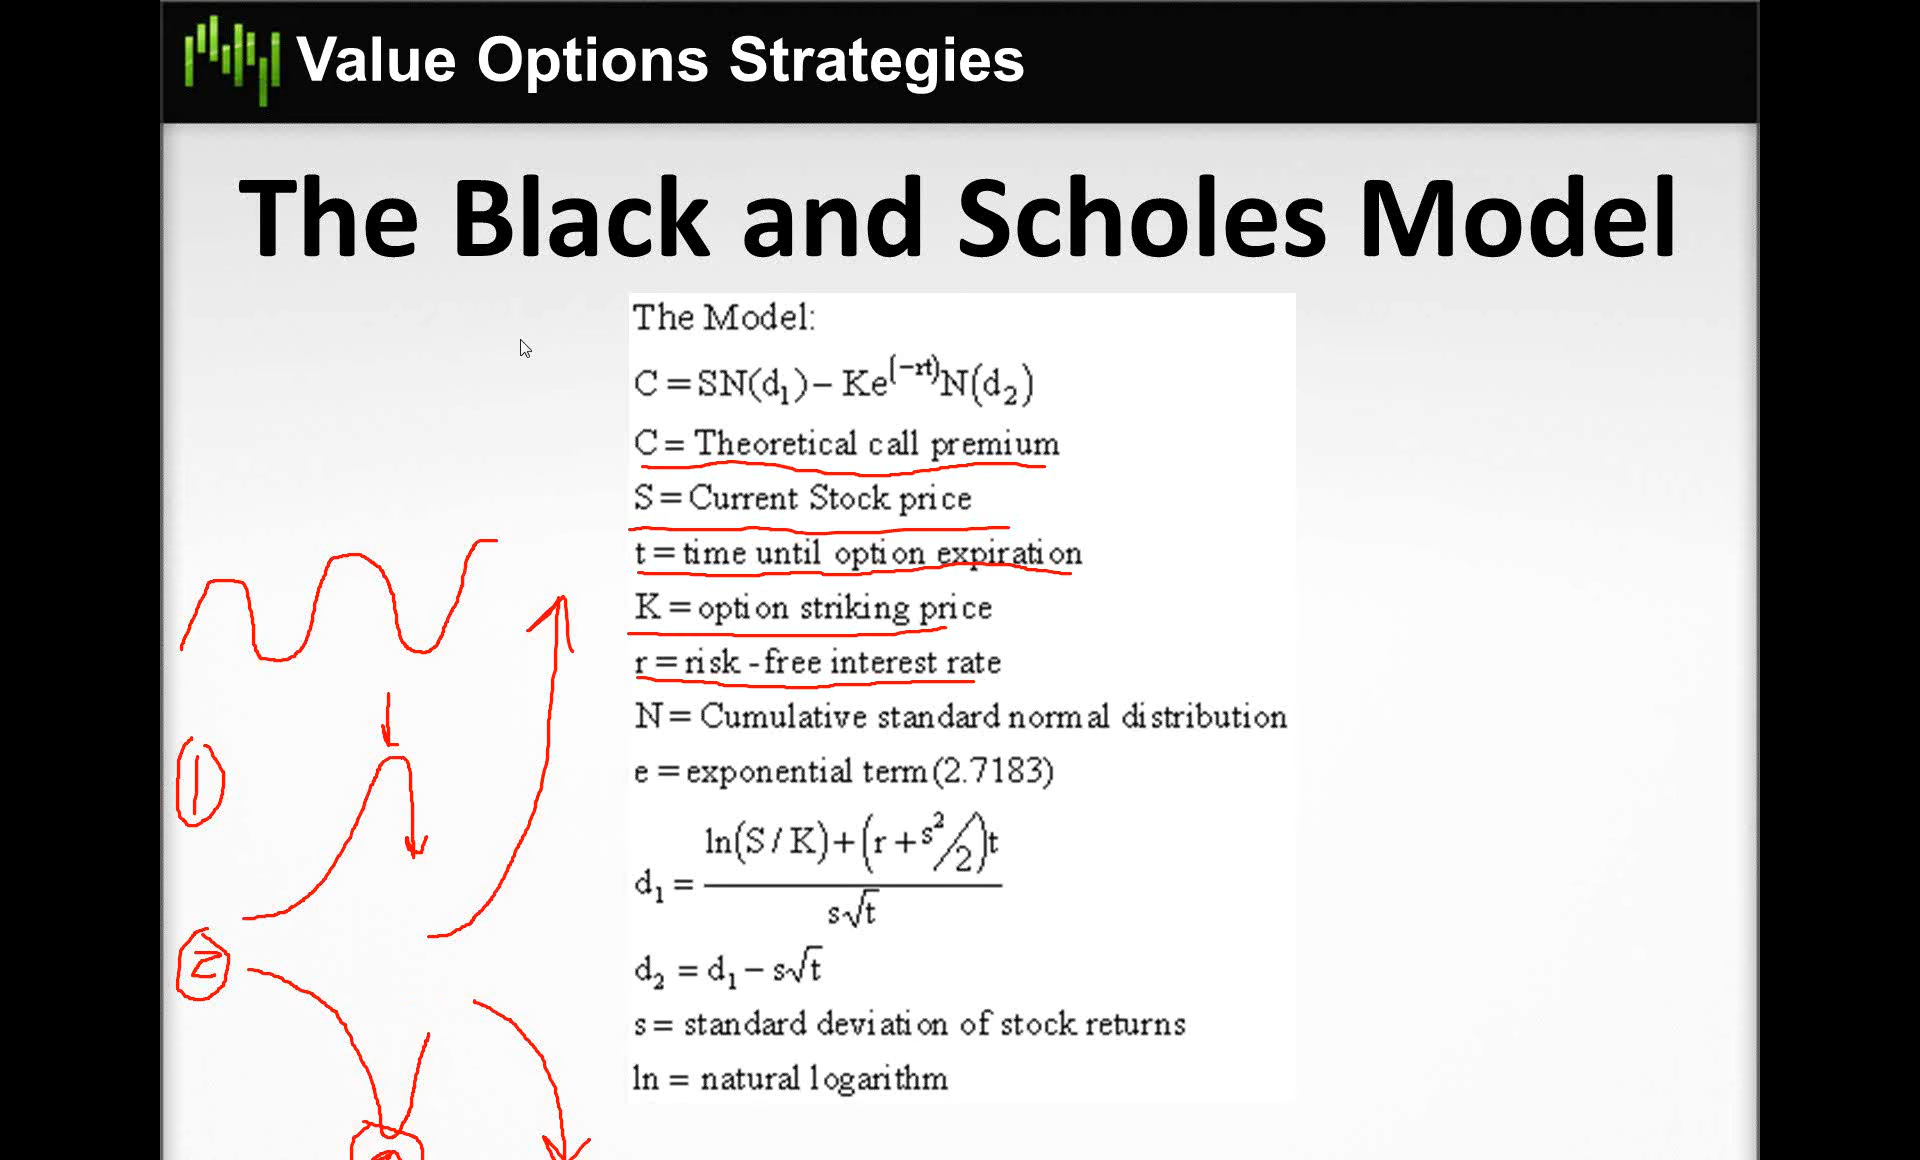 Value Options Strategies
The Black and Scholes Model
The Model:
C = SN(d₁) – Ke^(–rt)N(d₂)
C = Theoretical call premium
S = Current Stock price
t = time until option expiration
K = option striking price
r = risk - free interest rate
N = Cumulative standard normal distribution
e = exponential term (2.7183)
d₁ = (ln(S / K) + (r + s²/2)t) / (s√t)
d₂ = d₁ – s√t
s = standard deviation of stock returns
ln = natural logarithm
1
2